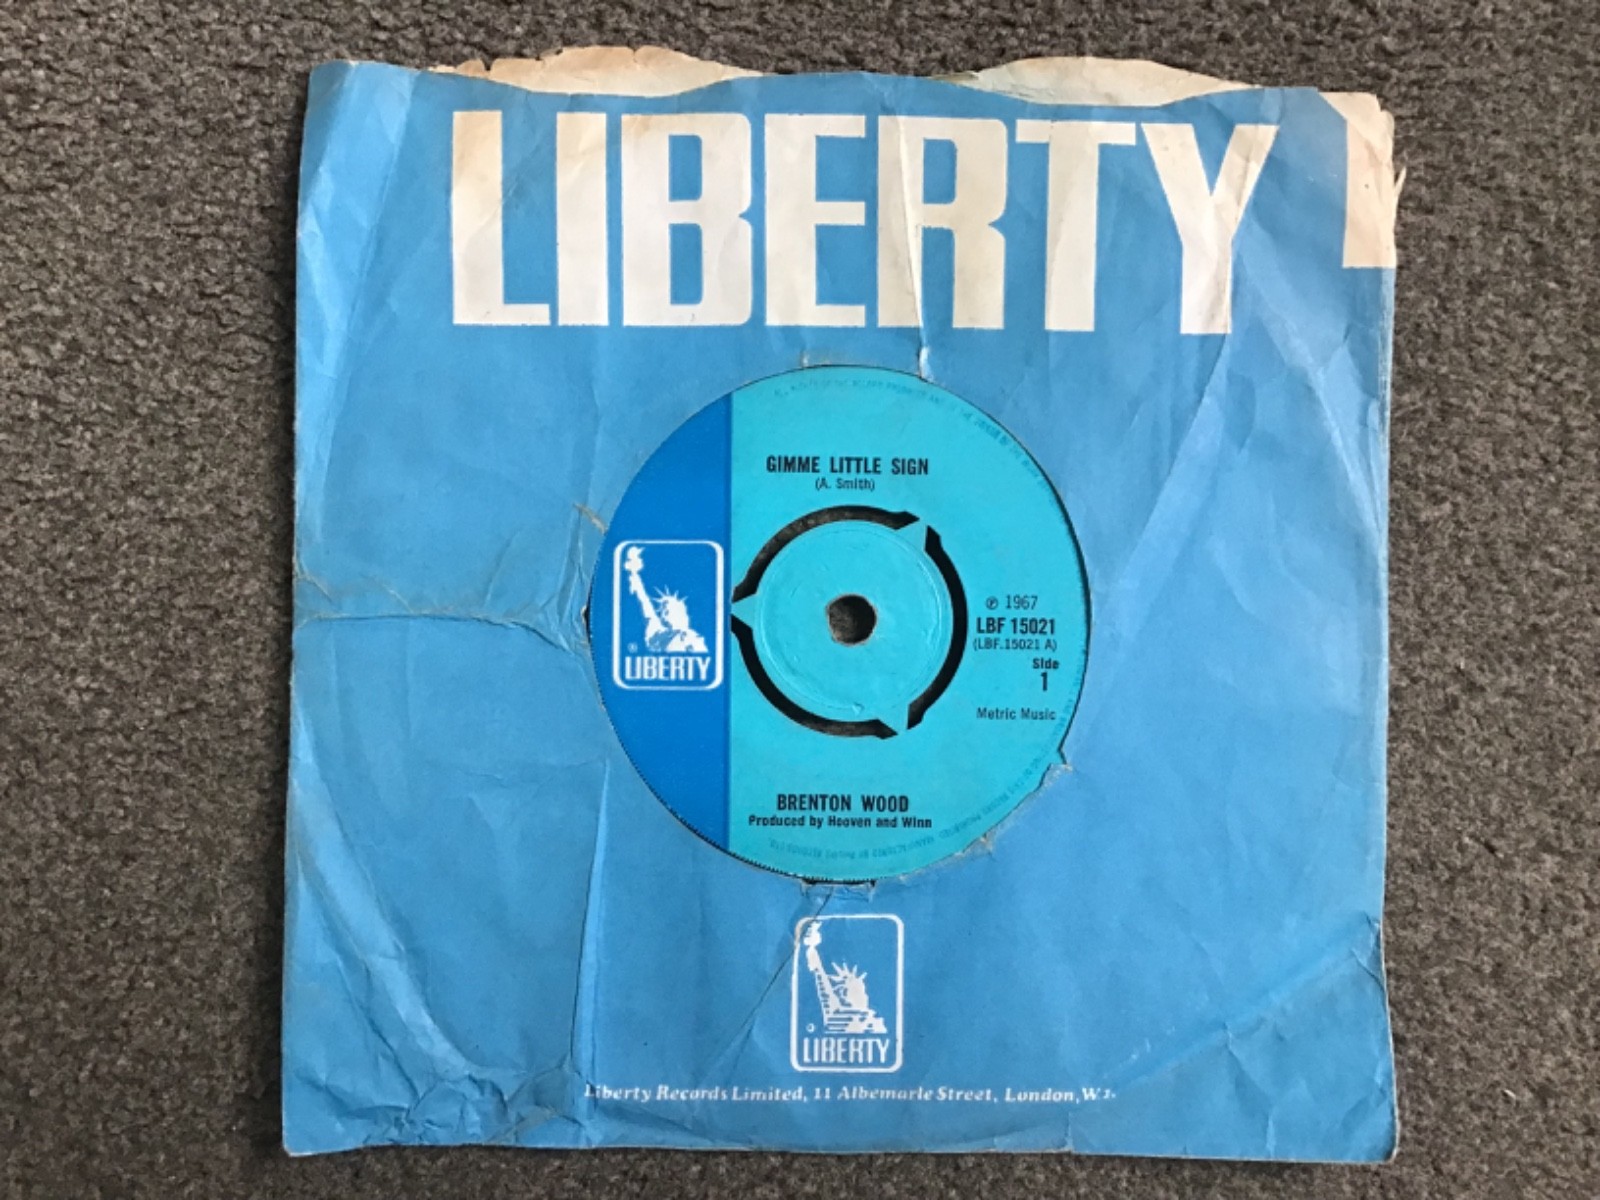 LIBERTY
GIMME LITTLE SIGN
(A. Smith)
℗ 1967
LBF 15021
(LBF.15021 A)
Side
1
Metric Music
® LIBERTY
BRENTON WOOD
Produced by Hooven and Winn
LIBERTY
Liberty Records Limited, 11 Albemarle Street, London, W1.